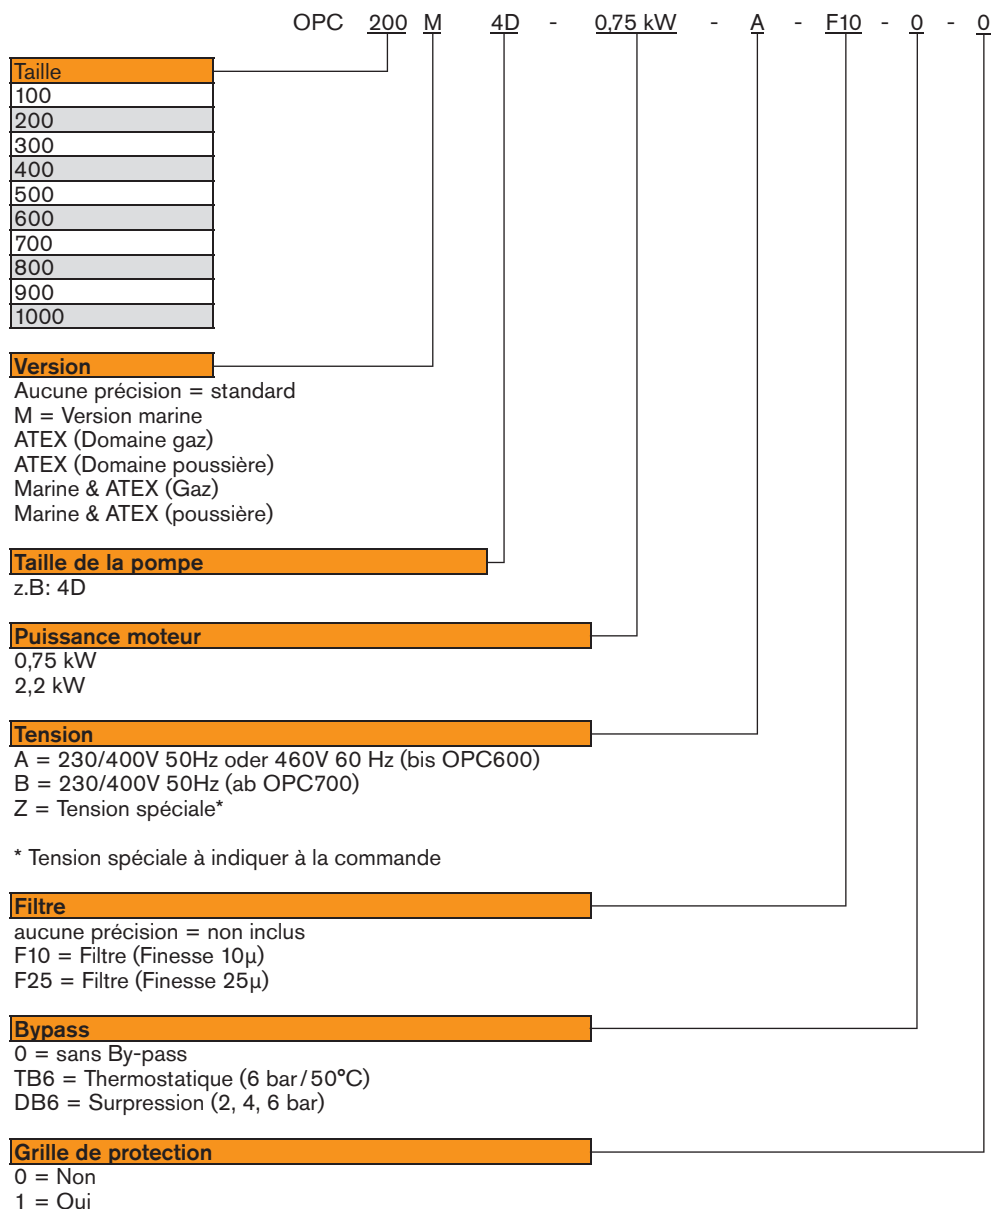 OPC 200 M 4D - 0,75 kW - A - F10 - 0 - 0
Taille
100
200
300
400
500
600
700
800
900
1000
Version
Aucune précision = standard
M = Version marine
ATEX (Domaine gaz)
ATEX (Domaine poussière)
Marine & ATEX (Gaz)
Marine & ATEX (poussière)
Taille de la pompe
z.B: 4D
Puissance moteur
0,75 kW
2,2 kW
Tension
A = 230/400V 50Hz oder 460V 60 Hz (bis OPC600)
B = 230/400V 50Hz (ab OPC700)
Z = Tension spéciale*
* Tension spéciale à indiquer à la commande
Filtre
aucune précision = non inclus
F10 = Filtre (Finesse 10µ)
F25 = Filtre (Finesse 25µ)
Bypass
0 = sans By-pass
TB6 = Thermostatique (6 bar/50°C)
DB6 = Surpression (2, 4, 6 bar)
Grille de protection
0 = Non
1 = Oui